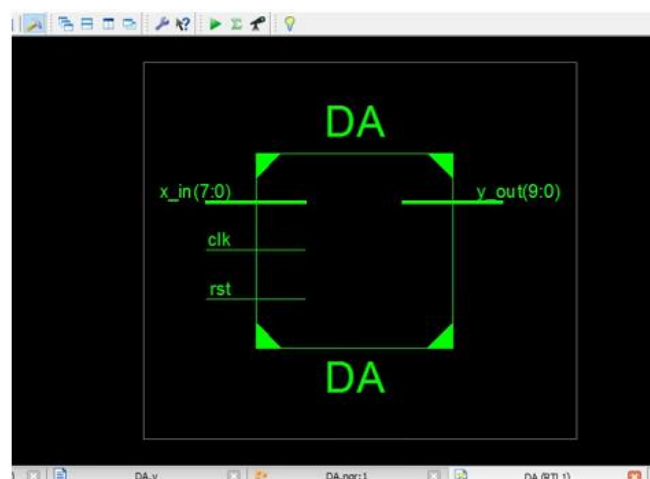 DA
x_in(7:0)
y_out(9:0)
clk
rst
DA
DA.v
DA.ngr:1
DA (RTL1)